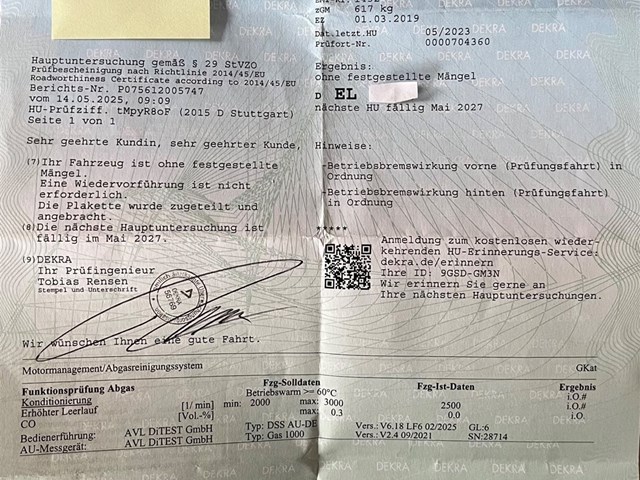 zGM 617 kg
EZ 01.03.2019
Dat.letzt.HU 05/2023
Prüfort-Nr. 0000704360
Hauptuntersuchung gemäß § 29 StVZO
Prüfbescheinigung nach Richtlinie 2014/45/EU
Roadworthiness Certificate according to 2014/45/EU
Berichts-Nr. P075612005747
vom 14.05.2025, 09:09
HU-Prüfziff. tMpyR8oF (2015 D Stuttgart)
Seite 1 von 1
Ergebnis:
ohne festgestellte Mängel
D EL
nächste HU fällig Mai 2027
Sehr geehrte Kundin, sehr geehrter Kunde,
(7)Ihr Fahrzeug ist ohne festgestellte
Mängel.
Eine Wiedervorführung ist nicht
erforderlich.
Die Plakette wurde zugeteilt und
angebracht.
(8)Die nächste Hauptuntersuchung ist
fällig im Mai 2027.
(9)DEKRA
Ihr Prüfingenieur
Tobias Rensen
Stempel und Unterschrift
Wir wünschen Ihnen eine gute Fahrt.
Hinweise:
-Betriebsbremswirkung vorne (Prüfungsfahrt) in
Ordnung
-Betriebsbremswirkung hinten (Prüfungsfahrt)
in Ordnung
*****
Anmeldung zum kostenlosen wieder-
kehrenden HU-Erinnerungs-Service:
dekra.de/erinnern
Ihre ID: 9GSD-GM3N
Wir erinnern Sie gerne an
Ihre nächsten Hauptuntersuchungen.
Motormanagement/Abgasreinigungssystem GKat
Funktionsprüfung Abgas Fzg-Solldaten Fzg-Ist-Daten Ergebnis
Konditionierung Betriebswarm >= 60°C i.O.#
Erhöhter Leerlauf [1/ min] min: 2000 max: 3000 2500 i.O.#
CO [Vol.-%] max: 0.3 0.0 i.O.
Bedienerführung: AVL DiTEST GmbH Typ: DSS AU-DE Vers.: V6.18 LF6 02/2025 GL:6
AU-Messgerät: AVL DiTEST GmbH Typ: Gas 1000 Vers.: V2.4 09/2021 SN:28714